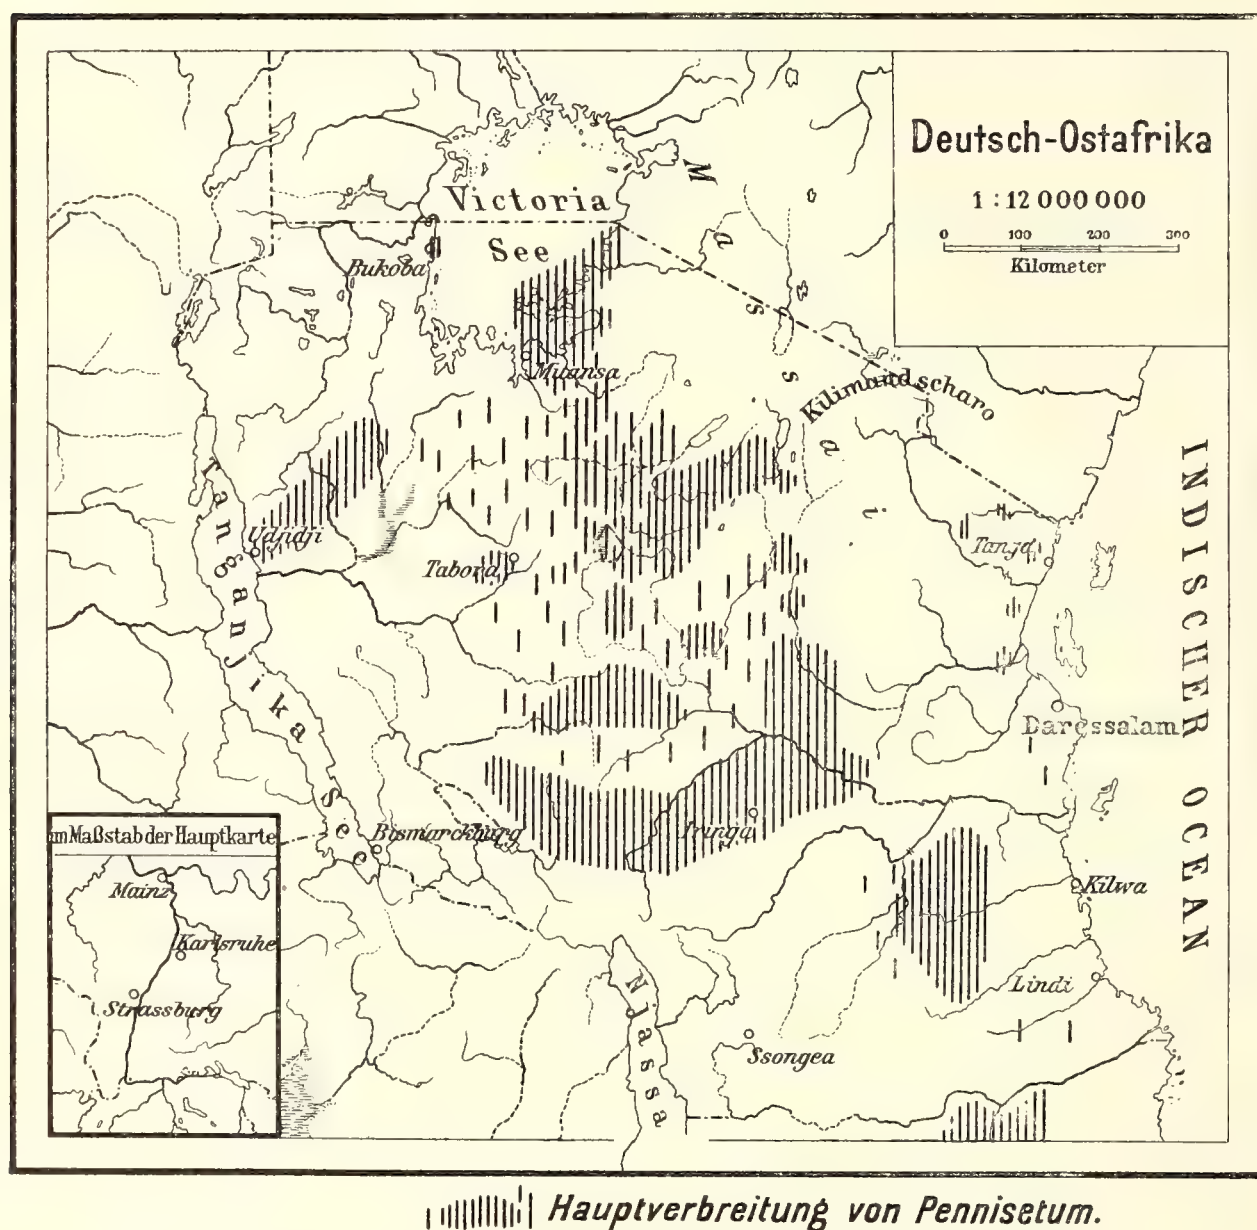 Deutsch-Ostafrika
1 : 12 000 000
0 100 200 300
Kilometer
Victoria
See
Bukoba
Muansa
Massai
Kilimandscharo
Udjidji
Tanganjika See
Tabora
Tanga
INDISCHER OCEAN
Daressalam
Bismarckburg
Iringa
Kilwa
Lindi
Njassa
Ssongea
im Maßstab der Hauptkarte
Mainz
Karlsruhe
Strassburg
Hauptverbreitung von Pennisetum.